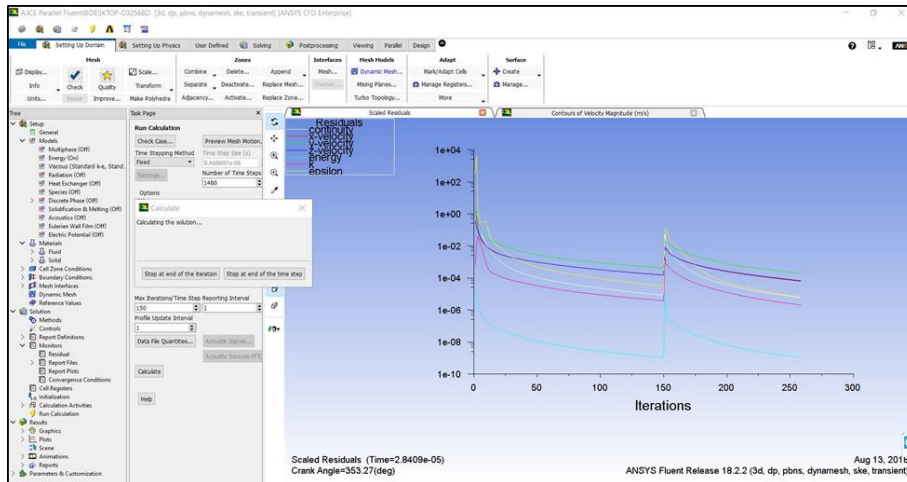 A:ICE Parallel Fluent@DESKTOP-D32568D [3d, dp, pbns, dynamesh, ske, transient] [ANSYS CFD Enterprise]
File Setting Up Domain Setting Up Physics User Defined Solving Postprocessing Viewing Parallel Design
Mesh Zones Interfaces Mesh Models Adapt Surface
Display... Scale... Combine Delete... Append Mesh... Dynamic Mesh... Mark/Adapt Cells Create
Info Check Quality Transform Separate Deactivate... Replace Mesh... Overset... Mixing Planes... Manage Registers... Manage...
Units... Repair Improve... Make Polyhedra Adjacency... Activate... Replace Zone... Turbo Topology... More
Tree
Setup
General
Models
Multiphase (Off)
Energy (On)
Viscous (Standard k-e, Stand
Radiation (Off)
Heat Exchanger (Off)
Species (Off)
Discrete Phase (Off)
Solidification & Melting (Off)
Acoustics (Off)
Eulerian Wall Film (Off)
Electric Potential (Off)
Materials
Fluid
Solid
Cell Zone Conditions
Boundary Conditions
Mesh Interfaces
Dynamic Mesh
Reference Values
Solution
Methods
Controls
Report Definitions
Monitors
Residual
Report Files
Report Plots
Convergence Conditions
Cell Registers
Initialization
Calculation Activities
Run Calculation
Results
Graphics
Plots
Scene
Animations
Reports
Parameters & Customization
Task Page
Run Calculation
Check Case... Preview Mesh Motion...
Time Stepping Method Time Step Size (s)
Fixed
Settings... Number of Time Steps
1480
Options
Calculate
Calculating the solution...
Stop at end of the iteration Stop at end of the time step
Max Iterations/Time Step Reporting Interval
150 1
Profile Update Interval
1
Data File Quantities... Acoustic Signals...
Acoustic Sources FFT
Calculate
Help
Scaled Residuals
Contours of Velocity Magnitude (m/s)
Residuals
continuity
x-velocity
y-velocity
z-velocity
energy
k
epsilon
1e+04
1e+02
1e+00
1e-02
1e-04
1e-06
1e-08
1e-10
0 50 100 150 200 250 300
Iterations
Scaled Residuals (Time=2.8409e-05)
Crank Angle=353.27(deg)
Aug 13, 2018
ANSYS Fluent Release 18.2.2 (3d, dp, pbns, dynamesh, ske, transient)